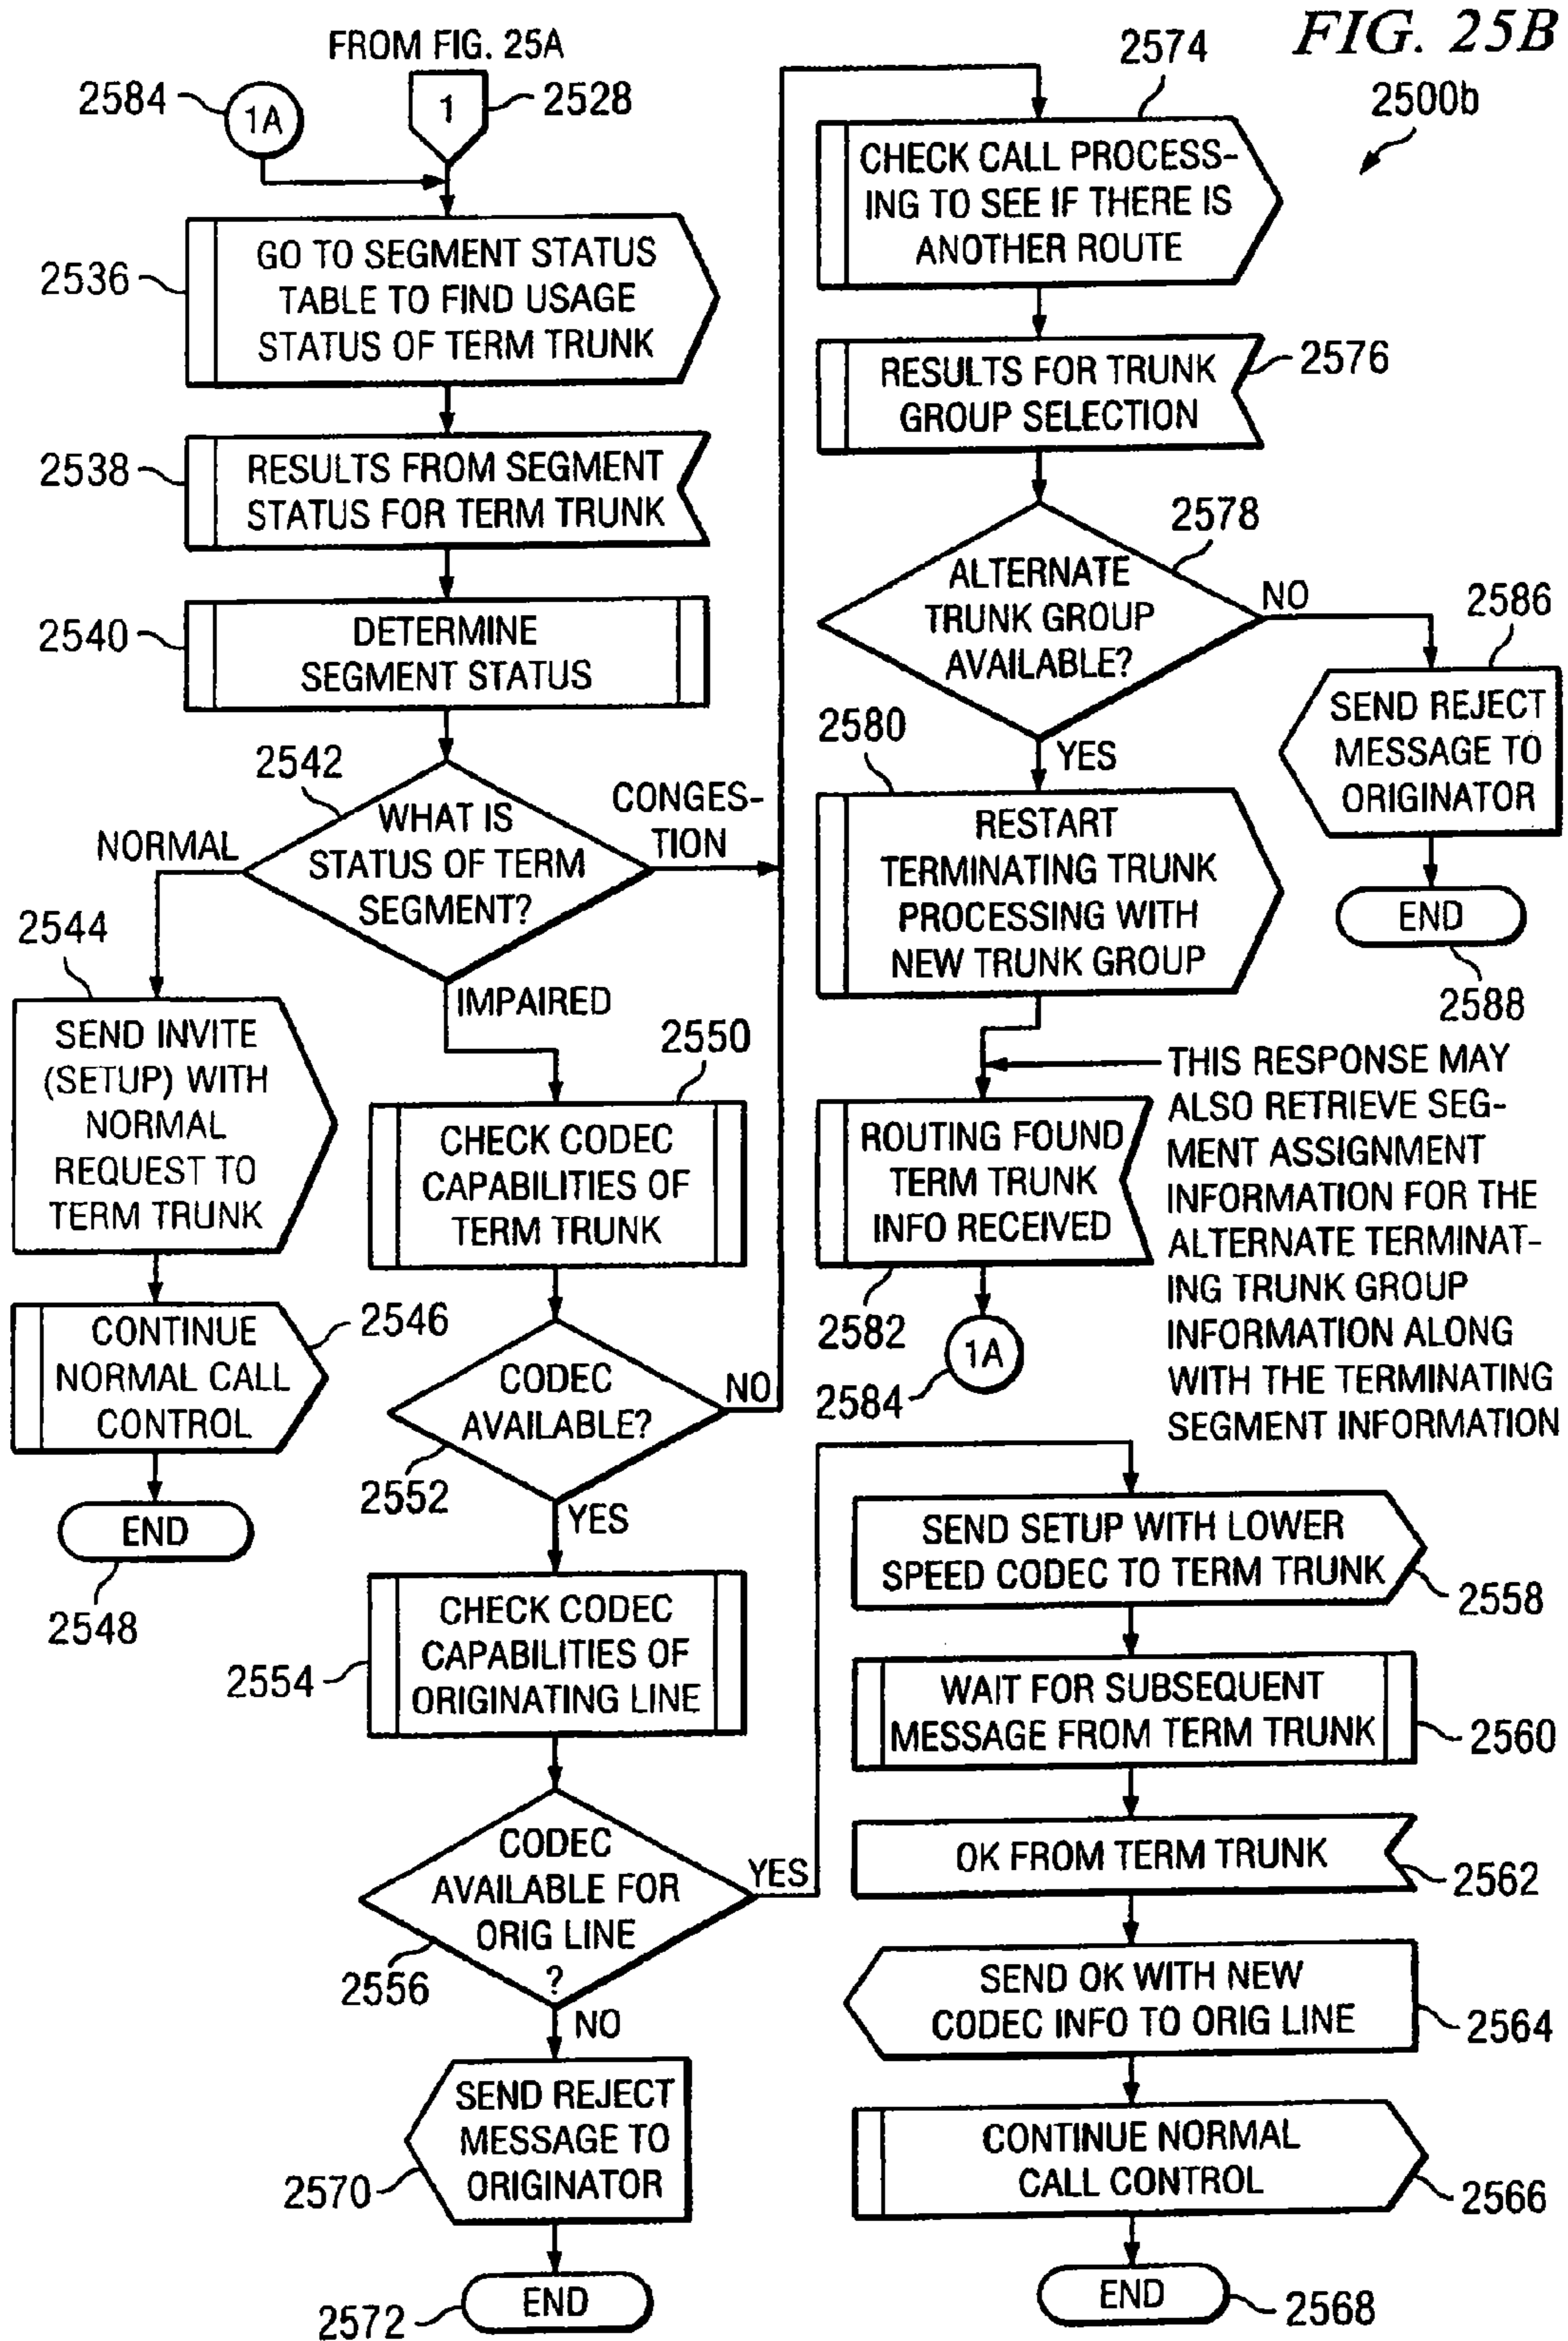 FIG. 25B
2500b
FROM FIG. 25A
2584
1A
1
2528
2536
GO TO SEGMENT STATUS
TABLE TO FIND USAGE
STATUS OF TERM TRUNK
2538
RESULTS FROM SEGMENT
STATUS FOR TERM TRUNK
2540
DETERMINE
SEGMENT STATUS
2542
WHAT IS
STATUS OF TERM
SEGMENT?
NORMAL
CONGES-
TION
IMPAIRED
2544
SEND INVITE
(SETUP) WITH
NORMAL
REQUEST TO
TERM TRUNK
2546
CONTINUE
NORMAL CALL
CONTROL
END
2548
2550
CHECK CODEC
CAPABILITIES OF
TERM TRUNK
CODEC
AVAILABLE?
NO
2552
YES
2554
CHECK CODEC
CAPABILITIES OF
ORIGINATING LINE
CODEC
AVAILABLE FOR
ORIG LINE
?
YES
2556
NO
SEND REJECT
MESSAGE TO
ORIGINATOR
2570
END
2572
2574
CHECK CALL PROCESS-
ING TO SEE IF THERE IS
ANOTHER ROUTE
2576
RESULTS FOR TRUNK
GROUP SELECTION
2578
ALTERNATE
TRUNK GROUP
AVAILABLE?
NO
YES
2586
SEND REJECT
MESSAGE TO
ORIGINATOR
END
2588
2580
RESTART
TERMINATING TRUNK
PROCESSING WITH
NEW TRUNK GROUP
THIS RESPONSE MAY
ALSO RETRIEVE SEG-
MENT ASSIGNMENT
INFORMATION FOR THE
ALTERNATE TERMINAT-
ING TRUNK GROUP
INFORMATION ALONG
WITH THE TERMINATING
SEGMENT INFORMATION
ROUTING FOUND
TERM TRUNK
INFO RECEIVED
2582
1A
2584
SEND SETUP WITH LOWER
SPEED CODEC TO TERM TRUNK
2558
WAIT FOR SUBSEQUENT
MESSAGE FROM TERM TRUNK
2560
OK FROM TERM TRUNK
2562
SEND OK WITH NEW
CODEC INFO TO ORIG LINE
2564
CONTINUE NORMAL
CALL CONTROL
2566
END
2568